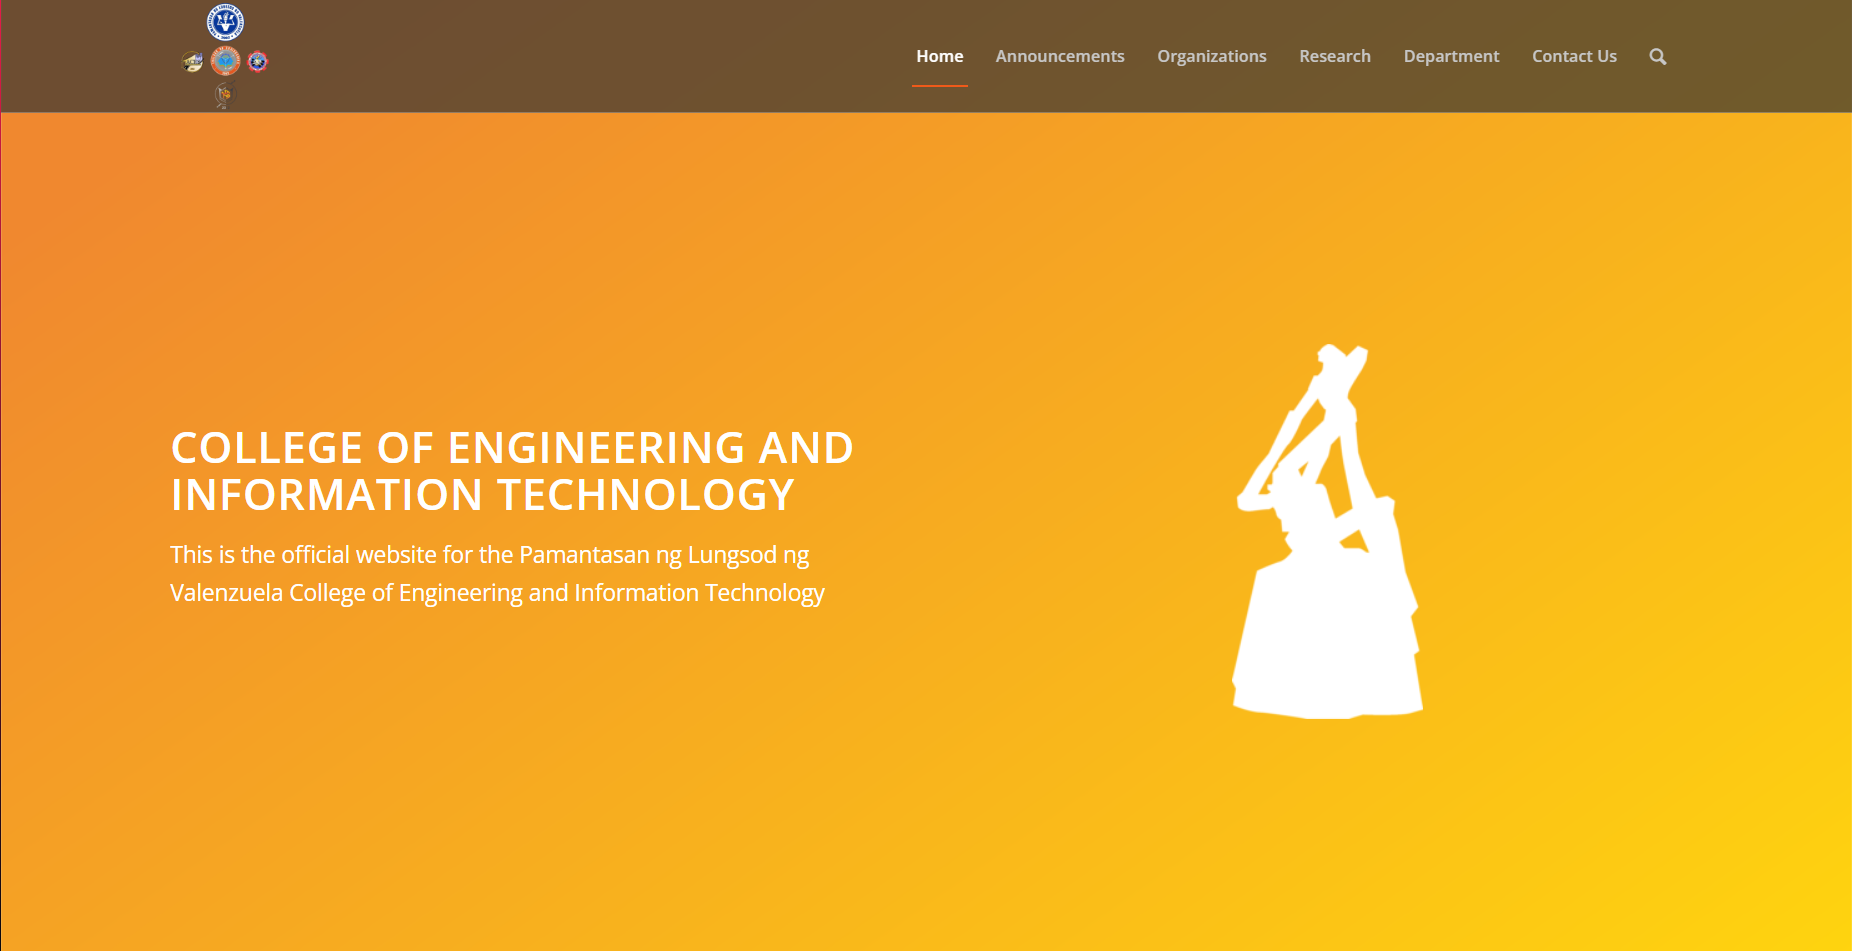 Home Announcements Organizations Research Department Contact Us
COLLEGE OF ENGINEERING AND
INFORMATION TECHNOLOGY
This is the official website for the Pamantasan ng Lungsod ng
Valenzuela College of Engineering and Information Technology